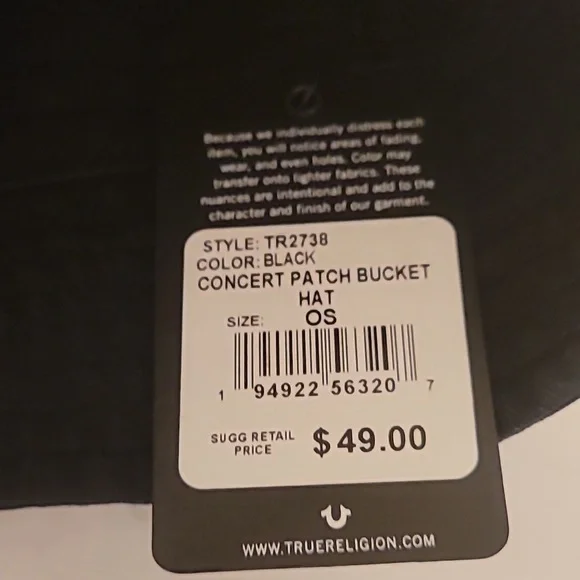 Because we individually distress each
item, you will notice areas of fading,
wear, and even holes. Color may
transfer onto lighter fabrics. These
nuances are intentional and add to the
character and finish of our garment.
STYLE: TR2738
COLOR: BLACK
CONCERT PATCH BUCKET
HAT
SIZE: OS
1 94922 56320 7
SUGG RETAIL
PRICE
$49.00
WWW.TRUERELIGION.COM